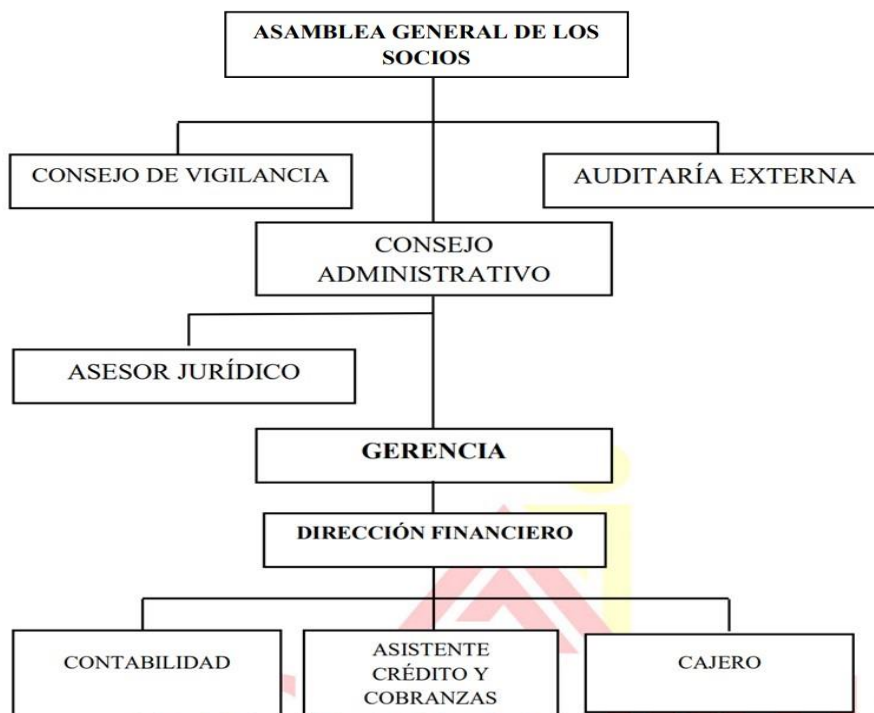 ASAMBLEA GENERAL DE LOS
SOCIOS
CONSEJO DE VIGILANCIA
AUDITARÍA EXTERNA
CONSEJO
ADMINISTRATIVO
ASESOR JURÍDICO
GERENCIA
DIRECCIÓN FINANCIERO
CONTABILIDAD
ASISTENTE
CRÉDITO Y
COBRANZAS
CAJERO